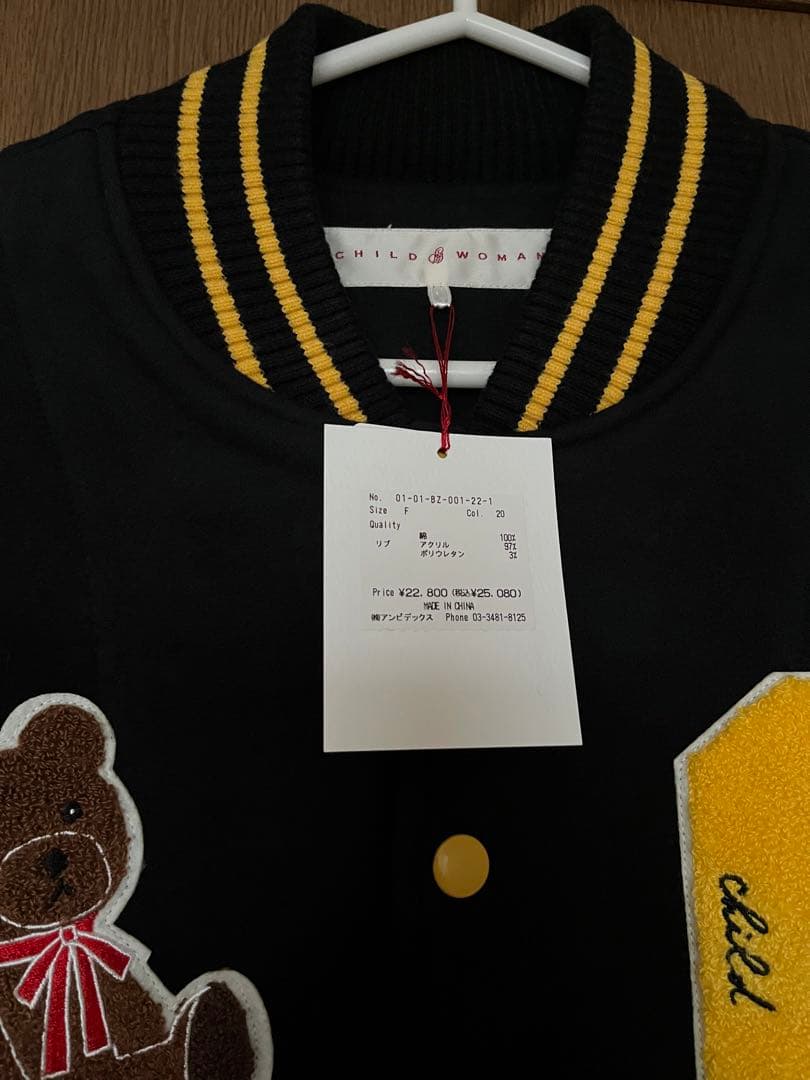 CHILD WOMAN
No. 01-01-BZ-001-22-1
Size F Col. 20
Quality
綿 100%
リブ アクリル 97%
ポリウレタン 3%
Price ¥22,800 (税込¥25,080)
MADE IN CHINA
㈱アンビデックス Phone 03-3481-8125
child